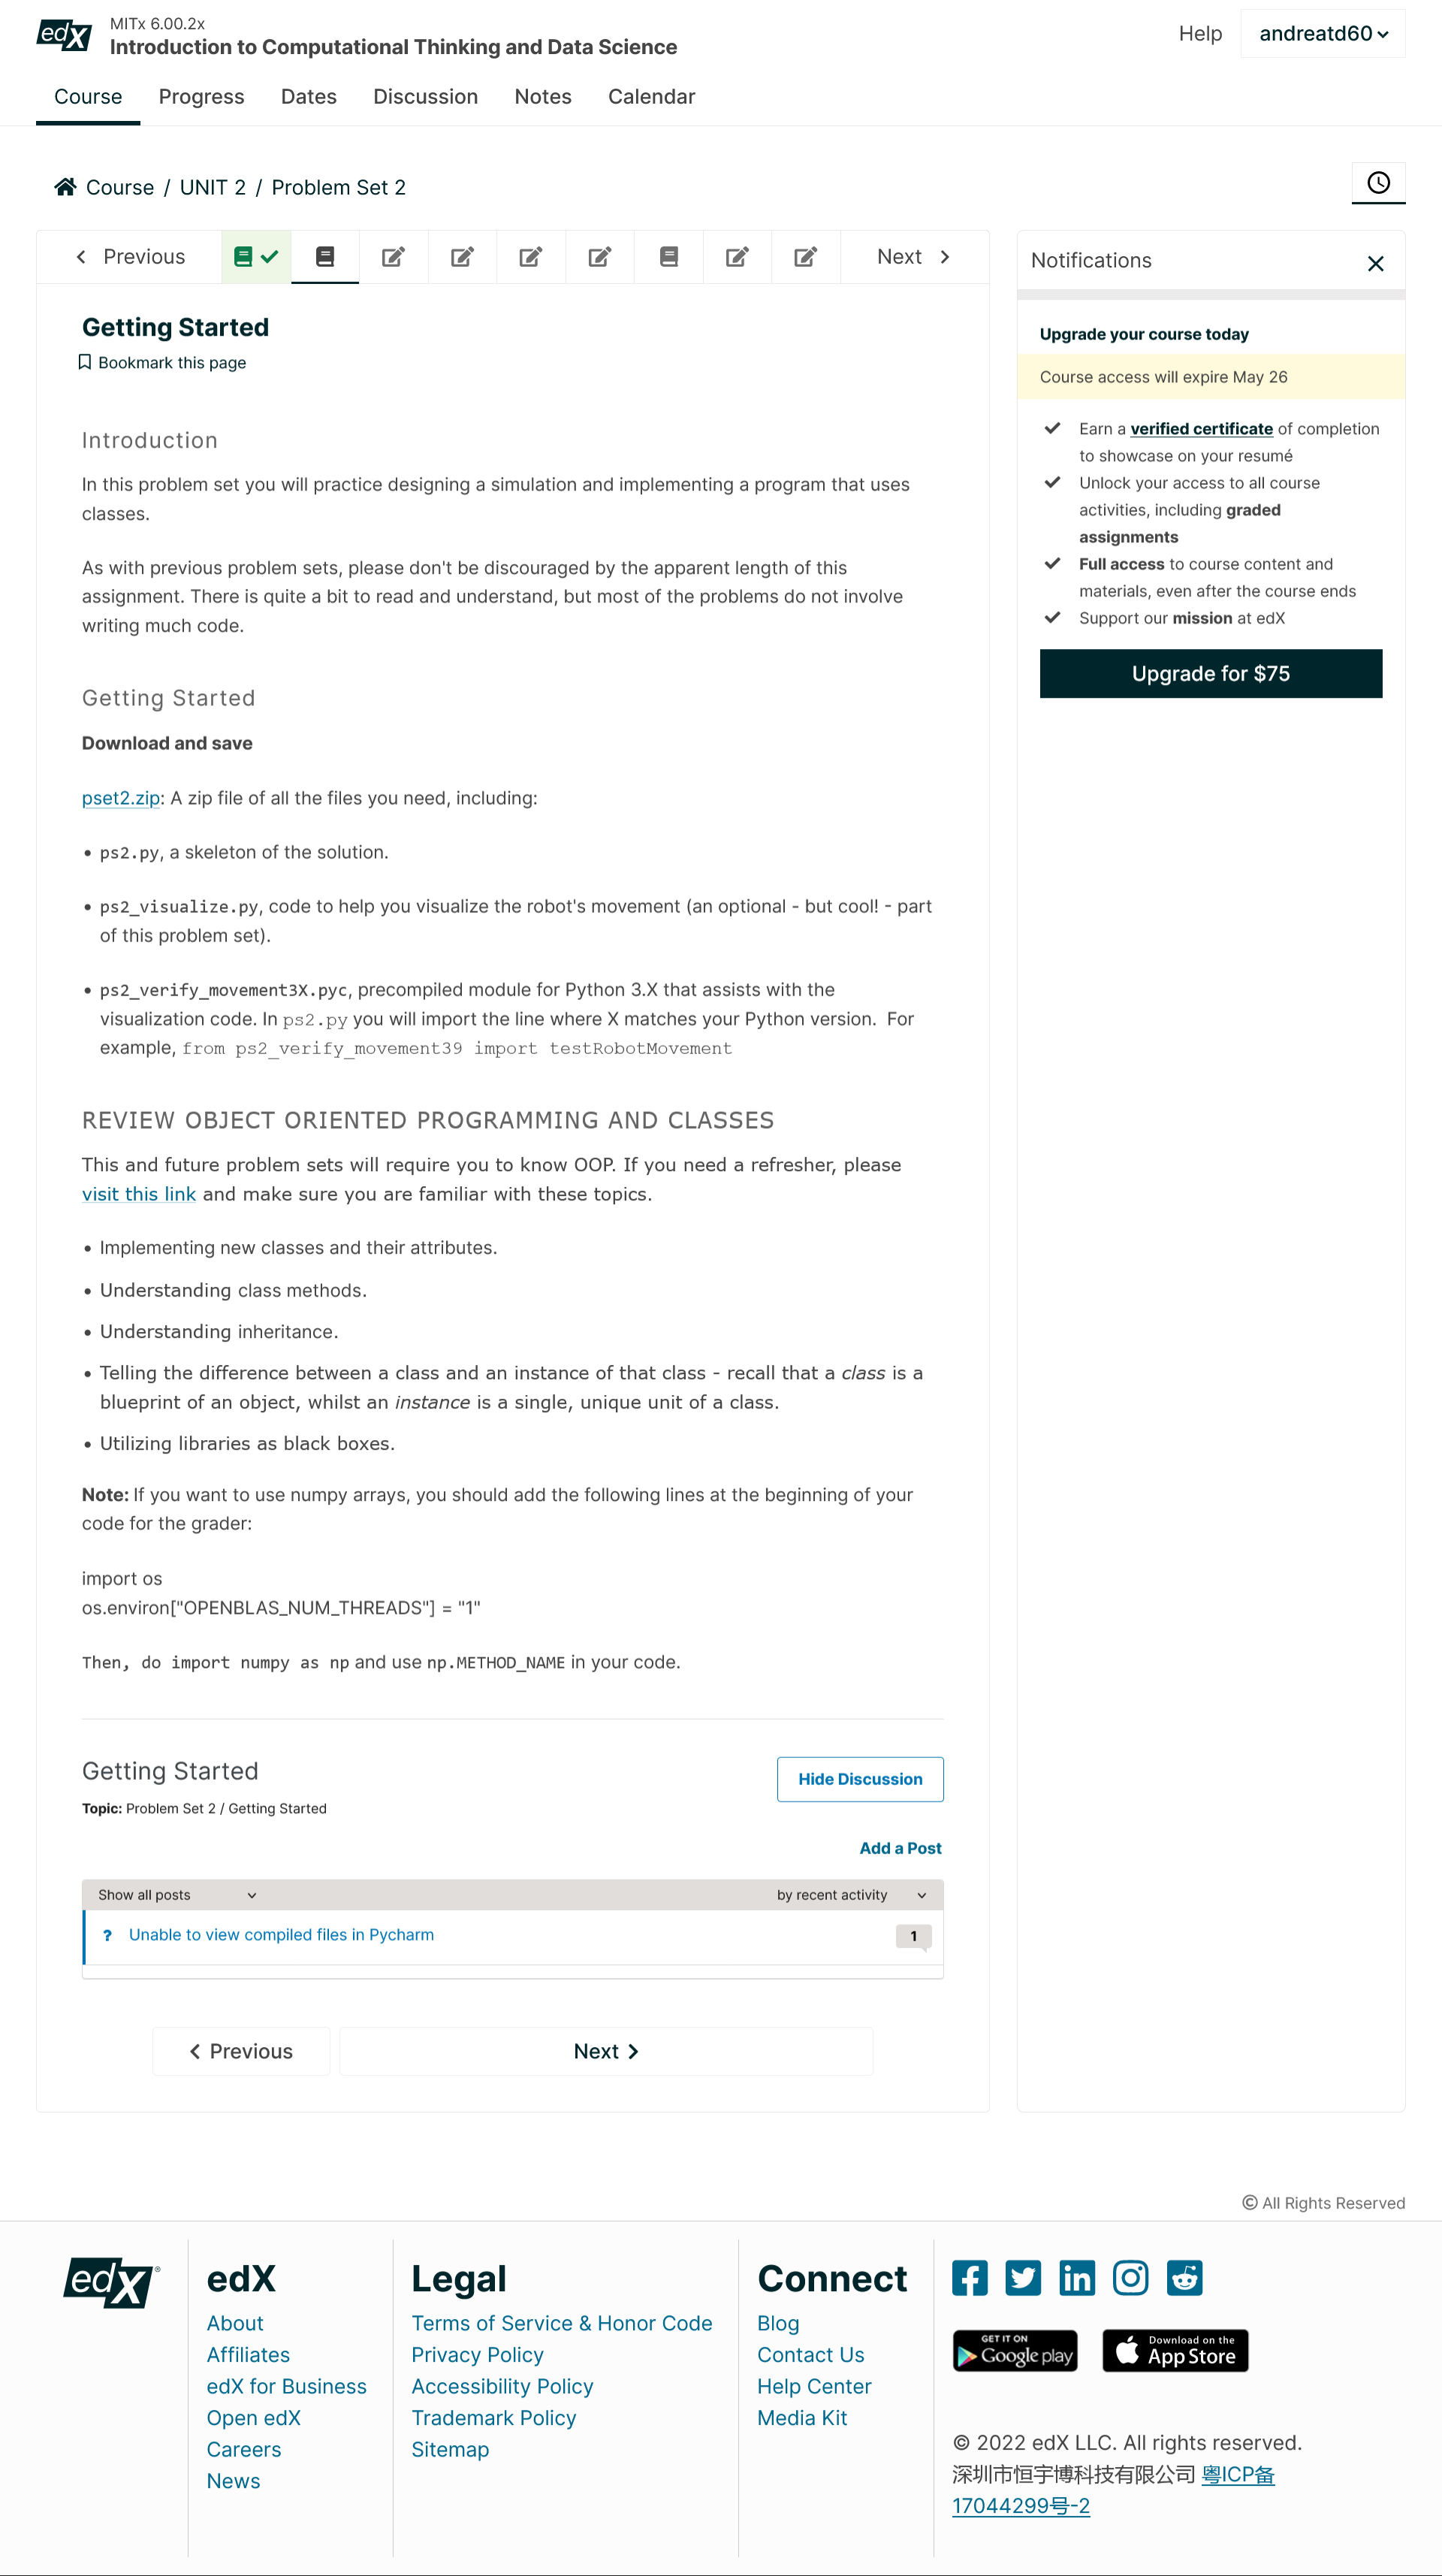 edX
MITx 6.00.2x
Introduction to Computational Thinking and Data Science
Help
andreatd60
Course
Progress
Dates
Discussion
Notes
Calendar
Course / UNIT 2 / Problem Set 2
Previous
Next
Getting Started
Bookmark this page
Introduction
In this problem set you will practice designing a simulation and implementing a program that uses
classes.
As with previous problem sets, please don't be discouraged by the apparent length of this
assignment. There is quite a bit to read and understand, but most of the problems do not involve
writing much code.
Getting Started
Download and save
pset2.zip: A zip file of all the files you need, including:
• ps2.py, a skeleton of the solution.
• ps2_visualize.py, code to help you visualize the robot's movement (an optional - but cool! - part
of this problem set).
• ps2_verify_movement3X.pyc, precompiled module for Python 3.X that assists with the
visualization code. In ps2.py you will import the line where X matches your Python version.  For
example, from ps2_verify_movement39 import testRobotMovement
REVIEW OBJECT ORIENTED PROGRAMMING AND CLASSES
This and future problem sets will require you to know OOP. If you need a refresher, please
visit this link and make sure you are familiar with these topics.
• Implementing new classes and their attributes.
• Understanding class methods.
• Understanding inheritance.
• Telling the difference between a class and an instance of that class - recall that a class is a
blueprint of an object, whilst an instance is a single, unique unit of a class.
• Utilizing libraries as black boxes.
Note: If you want to use numpy arrays, you should add the following lines at the beginning of your
code for the grader:
import os
os.environ["OPENBLAS_NUM_THREADS"] = "1"
Then, do import numpy as np and use np.METHOD_NAME in your code.
Getting Started
Hide Discussion
Topic: Problem Set 2 / Getting Started
Add a Post
Show all posts
by recent activity
? Unable to view compiled files in Pycharm
1
Previous
Next
Notifications
Upgrade your course today
Course access will expire May 26
Earn a verified certificate of completion
to showcase on your resumé
Unlock your access to all course
activities, including graded
assignments
Full access to course content and
materials, even after the course ends
Support our mission at edX
Upgrade for $75
© All Rights Reserved
edX®
edX
About
Affiliates
edX for Business
Open edX
Careers
News
Legal
Terms of Service & Honor Code
Privacy Policy
Accessibility Policy
Trademark Policy
Sitemap
Connect
Blog
Contact Us
Help Center
Media Kit
GET IT ON
Google play
Download on the
App Store
© 2022 edX LLC. All rights reserved.
深圳市恒宇博科技有限公司 粤ICP备
17044299号-2